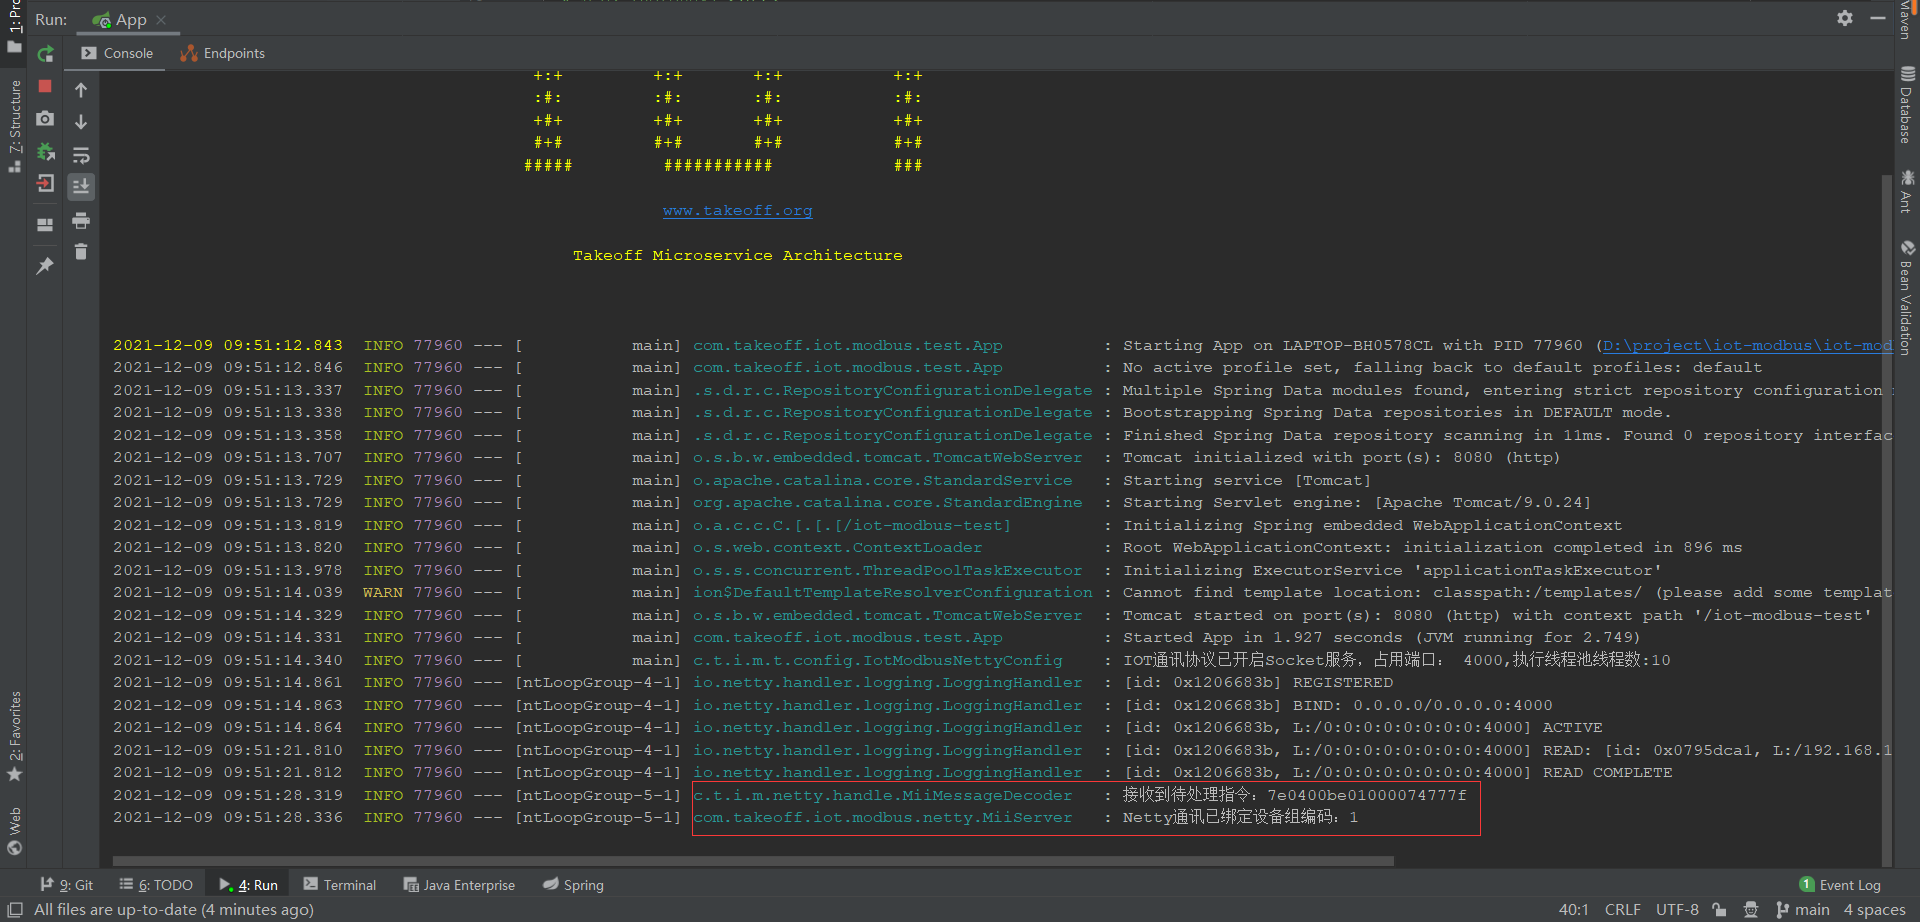 1: Pro
Run: App
Console Endpoints
+:+ +:+ +:+ +:+
:#: :#: :#: :#:
+#+ +#+ +#+ +#+
#+# #+# #+# #+#
##### ########### ###
www.takeoff.org
Takeoff Microservice Architecture
2021-12-09 09:51:12.843 INFO 77960 --- [ main] com.takeoff.iot.modbus.test.App : Starting App on LAPTOP-BH0578CL with PID 77960 (D:\project\iot-modbus\iot-mod
2021-12-09 09:51:12.846 INFO 77960 --- [ main] com.takeoff.iot.modbus.test.App : No active profile set, falling back to default profiles: default
2021-12-09 09:51:13.337 INFO 77960 --- [ main] .s.d.r.c.RepositoryConfigurationDelegate : Multiple Spring Data modules found, entering strict repository configuration
2021-12-09 09:51:13.338 INFO 77960 --- [ main] .s.d.r.c.RepositoryConfigurationDelegate : Bootstrapping Spring Data repositories in DEFAULT mode.
2021-12-09 09:51:13.358 INFO 77960 --- [ main] .s.d.r.c.RepositoryConfigurationDelegate : Finished Spring Data repository scanning in 11ms. Found 0 repository interfac
2021-12-09 09:51:13.707 INFO 77960 --- [ main] o.s.b.w.embedded.tomcat.TomcatWebServer : Tomcat initialized with port(s): 8080 (http)
2021-12-09 09:51:13.729 INFO 77960 --- [ main] o.apache.catalina.core.StandardService : Starting service [Tomcat]
2021-12-09 09:51:13.729 INFO 77960 --- [ main] org.apache.catalina.core.StandardEngine : Starting Servlet engine: [Apache Tomcat/9.0.24]
2021-12-09 09:51:13.819 INFO 77960 --- [ main] o.a.c.c.C.[.[.[/iot-modbus-test] : Initializing Spring embedded WebApplicationContext
2021-12-09 09:51:13.820 INFO 77960 --- [ main] o.s.web.context.ContextLoader : Root WebApplicationContext: initialization completed in 896 ms
2021-12-09 09:51:13.978 INFO 77960 --- [ main] o.s.s.concurrent.ThreadPoolTaskExecutor : Initializing ExecutorService 'applicationTaskExecutor'
2021-12-09 09:51:14.039 WARN 77960 --- [ main] ion$DefaultTemplateResolverConfiguration : Cannot find template location: classpath:/templates/ (please add some templat
2021-12-09 09:51:14.329 INFO 77960 --- [ main] o.s.b.w.embedded.tomcat.TomcatWebServer : Tomcat started on port(s): 8080 (http) with context path '/iot-modbus-test'
2021-12-09 09:51:14.331 INFO 77960 --- [ main] com.takeoff.iot.modbus.test.App : Started App in 1.927 seconds (JVM running for 2.749)
2021-12-09 09:51:14.340 INFO 77960 --- [ main] c.t.i.m.t.config.IotModbusNettyConfig : IOT通讯协议已开启Socket服务，占用端口： 4000,执行线程池线程数:10
2021-12-09 09:51:14.861 INFO 77960 --- [ntLoopGroup-4-1] io.netty.handler.logging.LoggingHandler : [id: 0x1206683b] REGISTERED
2021-12-09 09:51:14.863 INFO 77960 --- [ntLoopGroup-4-1] io.netty.handler.logging.LoggingHandler : [id: 0x1206683b] BIND: 0.0.0.0/0.0.0.0:4000
2021-12-09 09:51:14.864 INFO 77960 --- [ntLoopGroup-4-1] io.netty.handler.logging.LoggingHandler : [id: 0x1206683b, L:/0:0:0:0:0:0:0:0:4000] ACTIVE
2021-12-09 09:51:21.810 INFO 77960 --- [ntLoopGroup-4-1] io.netty.handler.logging.LoggingHandler : [id: 0x1206683b, L:/0:0:0:0:0:0:0:0:4000] READ: [id: 0x0795dca1, L:/192.168.1
2021-12-09 09:51:21.812 INFO 77960 --- [ntLoopGroup-4-1] io.netty.handler.logging.LoggingHandler : [id: 0x1206683b, L:/0:0:0:0:0:0:0:0:4000] READ COMPLETE
2021-12-09 09:51:28.319 INFO 77960 --- [ntLoopGroup-5-1] c.t.i.m.netty.handle.MiiMessageDecoder : 接收到待处理指令：7e0400be01000074777f
2021-12-09 09:51:28.336 INFO 77960 --- [ntLoopGroup-5-1] com.takeoff.iot.modbus.netty.MiiServer : Netty通讯已绑定设备组编码：1
7: Structure
2: Favorites
Web
Maven
Database
Ant
Bean Validation
9: Git 6: TODO 4: Run Terminal Java Enterprise Spring 1 Event Log
All files are up-to-date (4 minutes ago) 40:1 CRLF UTF-8 main 4 spaces